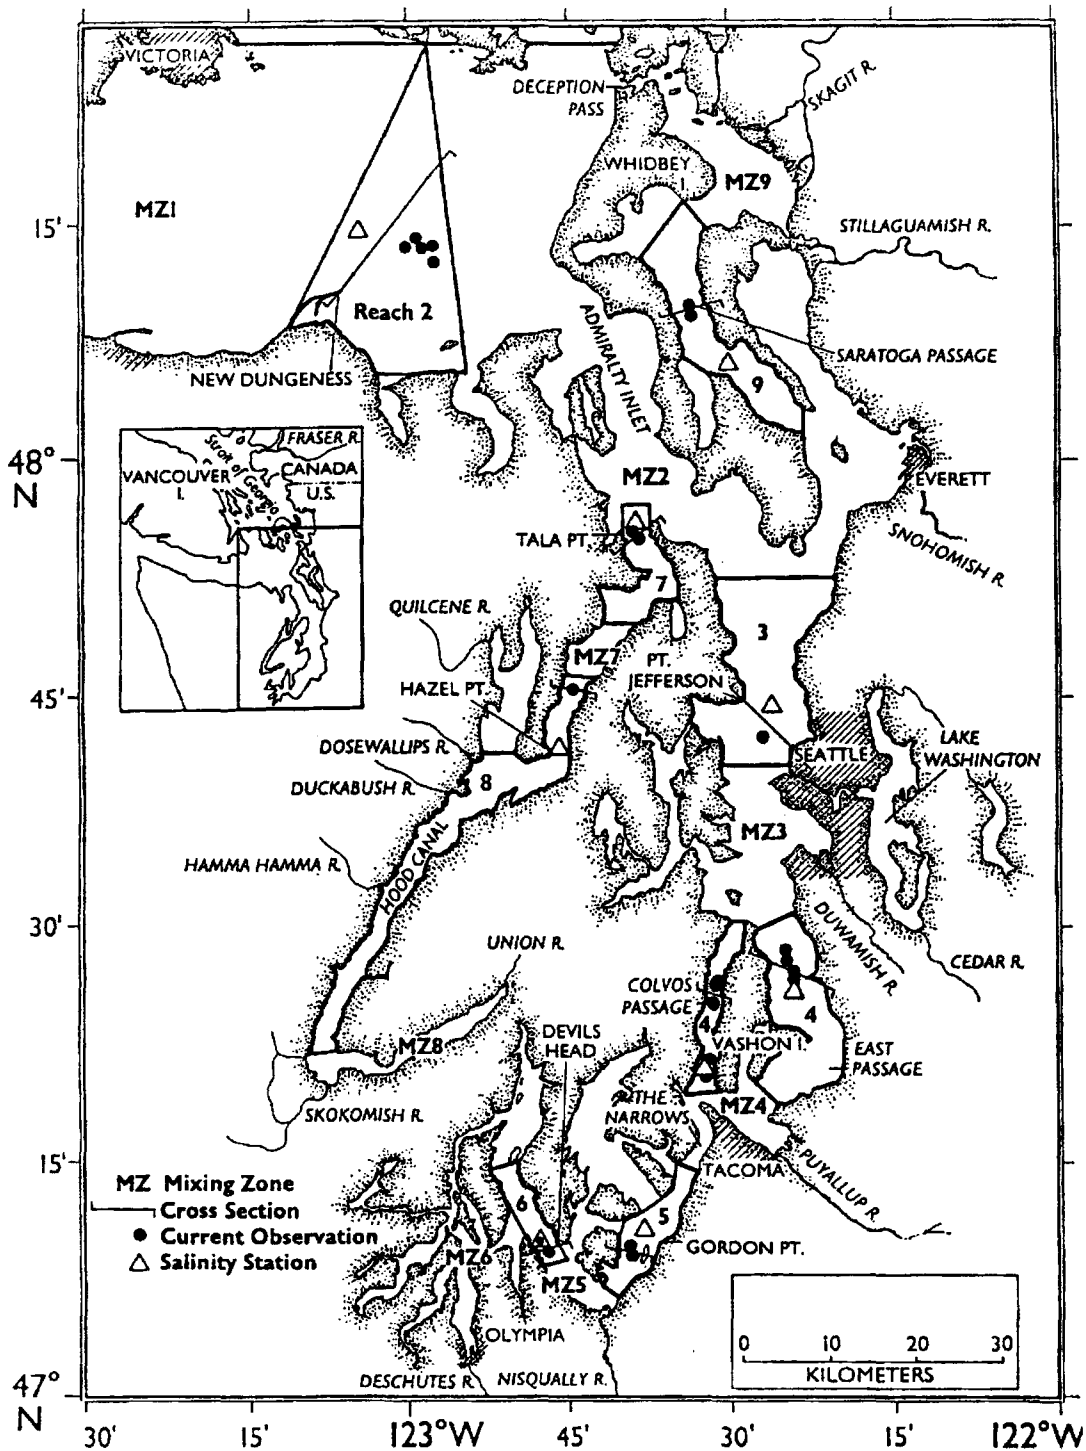 VICTORIA
DECEPTION
PASS
SKAGIT R.
WHIDBEY
I.
MZ9
MZ1
15'
STILLAGUAMISH R.
Reach 2
ADMIRALTY INLET
SARATOGA PASSAGE
NEW DUNGENESS
9
FRASER R.
Strait of Georgia
VANCOUVER
I.
CANADA
U.S.
48°
N
MZ2
EVERETT
TALA PT.
SNOHOMISH R.
7
QUILCENE R.
3
MZ7
PT.
JEFFERSON
HAZEL PT.
45'
DOSEWALLIPS R.
SEATTLE
LAKE
WASHINGTON
DUCKABUSH R.
8
MZ3
HOOD CANAL
HAMMA HAMMA R.
30'
DUWAMISH R.
UNION R.
CEDAR R.
COLVOS
PASSAGE
4
4
DEVILS
HEAD
VASHON I.
MZ8
EAST
PASSAGE
THE
NARROWS
MZ4
SKOKOMISH R.
15'
TACOMA
PUYALLUP R.
MZ Mixing Zone
Cross Section
Current Observation
Salinity Station
6
5
MZ6
GORDON PT.
MZ5
OLYMPIA
0 10 20 30
KILOMETERS
DESCHUTES R.
NISQUALLY R.
47°
N
30' 15' 123°W 45' 30' 15' 122°W